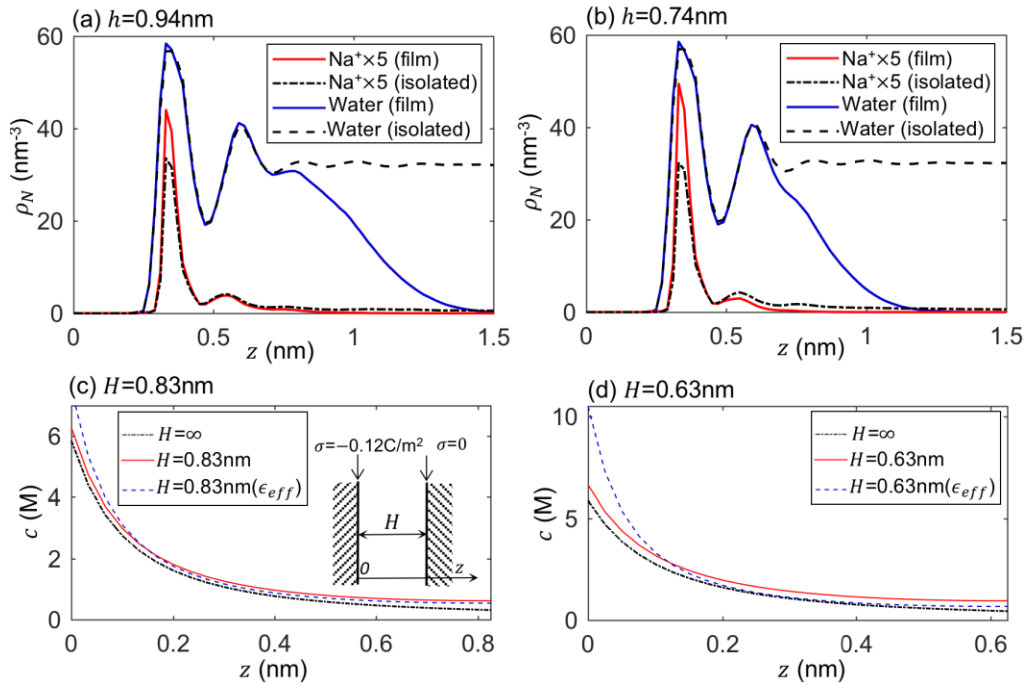 (a) h=0.94nm
60
40
20
0
ρN (nm⁻³)
Na⁺×5 (film)
Na⁺×5 (isolated)
Water (film)
Water (isolated)
0 0.5 1 1.5
z (nm)
(b) h=0.74nm
60
40
20
0
ρN (nm⁻³)
Na⁺×5 (film)
Na⁺×5 (isolated)
Water (film)
Water (isolated)
0 0.5 1 1.5
z (nm)
(c) H=0.83nm
6
4
2
0
c (M)
H=∞
H=0.83nm
H=0.83nm(ϵeff)
σ=−0.12C/m² σ=0
H
0 z
0 0.2 0.4 0.6 0.8
z (nm)
(d) H=0.63nm
10
5
0
c (M)
H=∞
H=0.63nm
H=0.63nm(ϵeff)
0 0.2 0.4 0.6
z (nm)